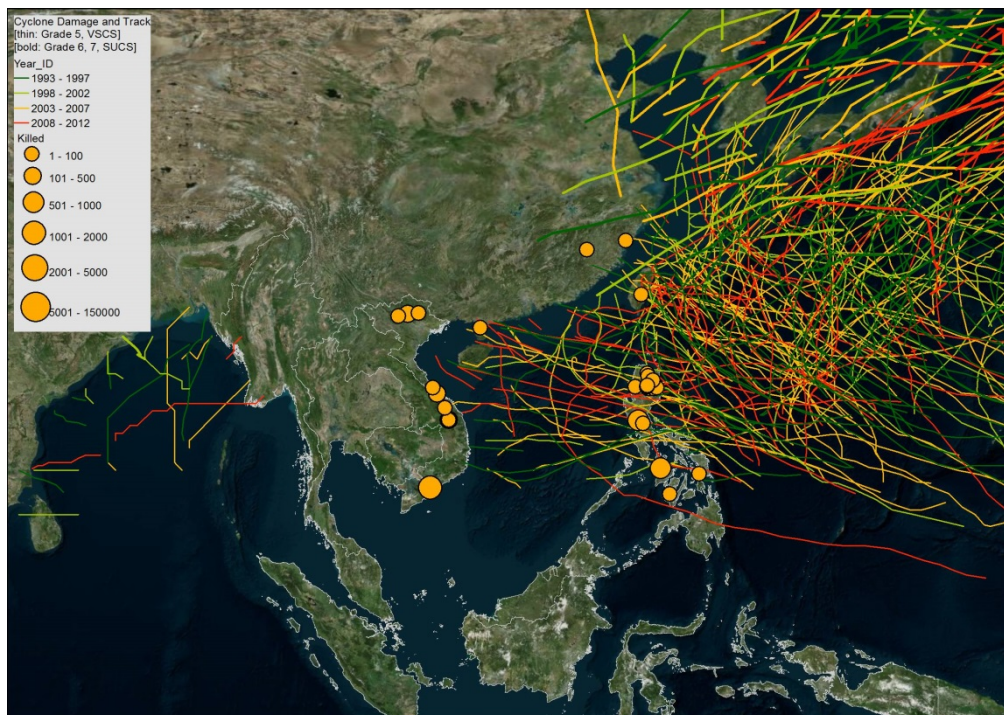 Cyclone Damage and Track
[thin: Grade 5, VSCS]
[bold: Grade 6, 7, SUCS]
Year_ID
1993 - 1997
1998 - 2002
2003 - 2007
2008 - 2012
Killed
1 - 100
101 - 500
501 - 1000
1001 - 2000
2001 - 5000
5001 - 150000